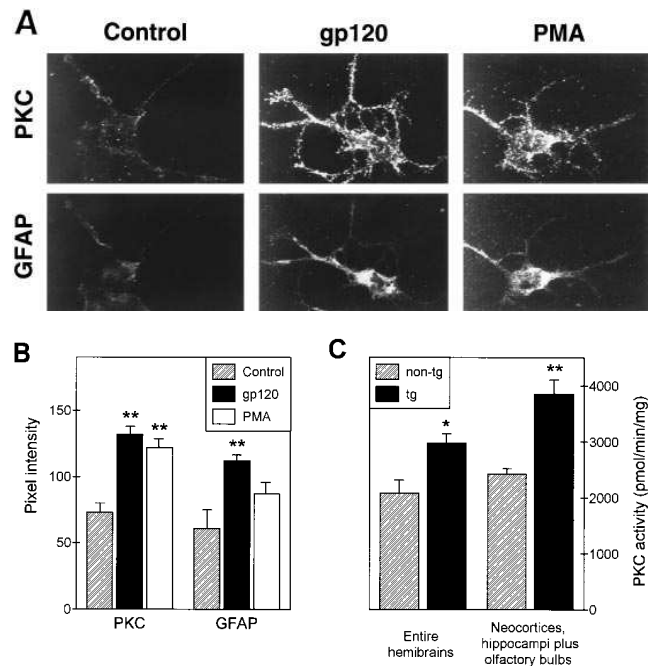 A
Control
gp120
PMA
PKC
GFAP
B
Pixel intensity
150
100
50
0
Control
gp120
PMA
**
**
**
PKC
GFAP
C
non-tg
tg
*
**
4000
3000
2000
1000
0
PKC activity (pmol/min/mg)
Entire
hemibrains
Neocortices,
hippocampi plus
olfactory bulbs